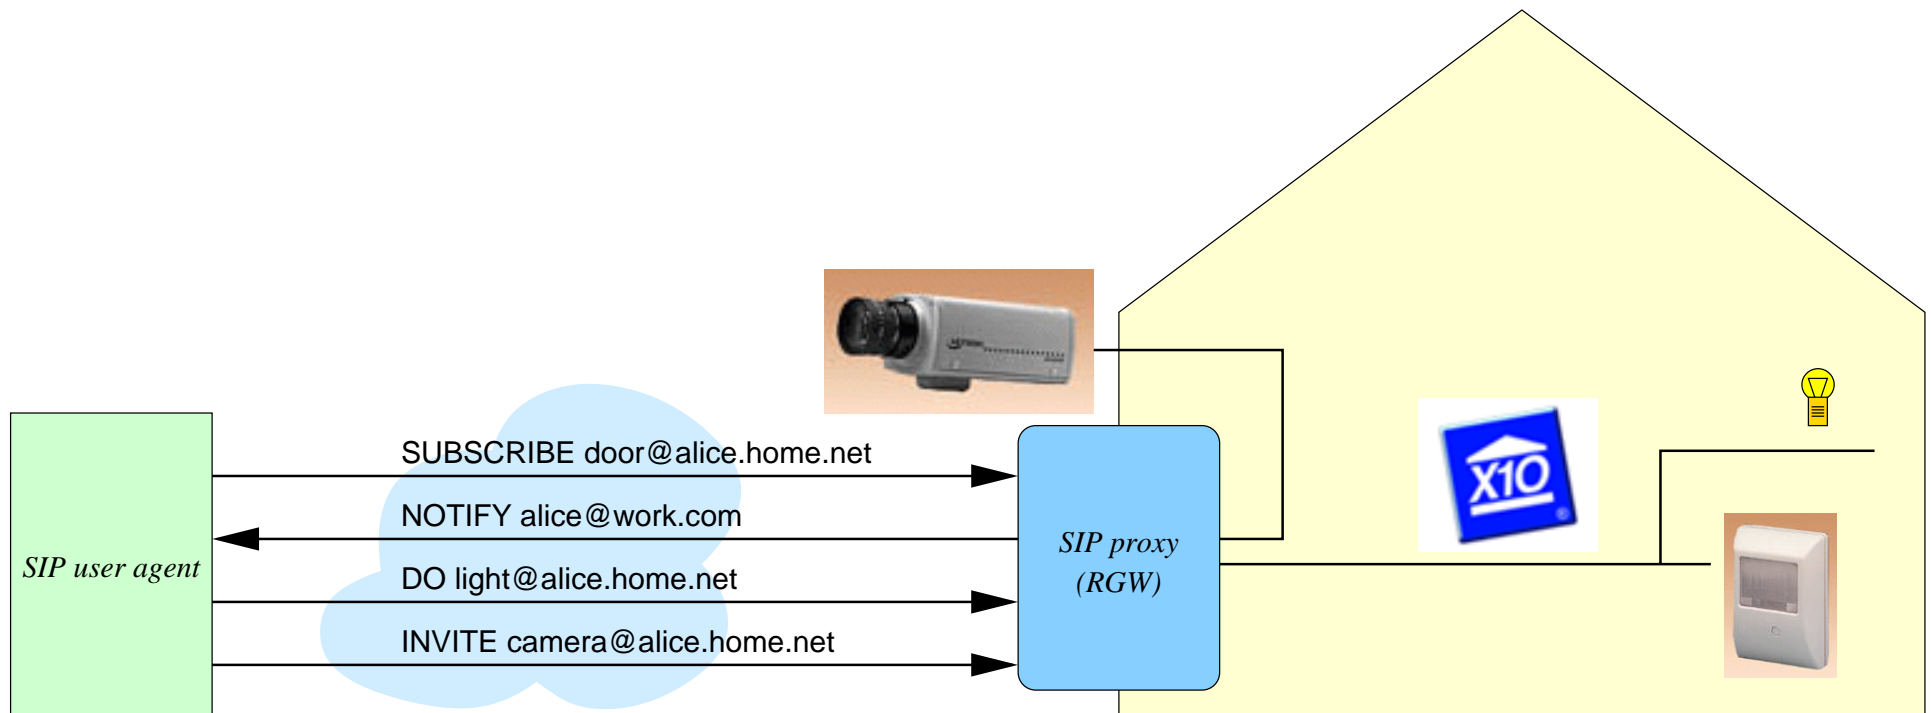 SUBSCRIBE door@alice.home.net
NOTIFY alice@work.com
DO light@alice.home.net
INVITE camera@alice.home.net
SIP user agent
SIP proxy
(RGW)
X10
®